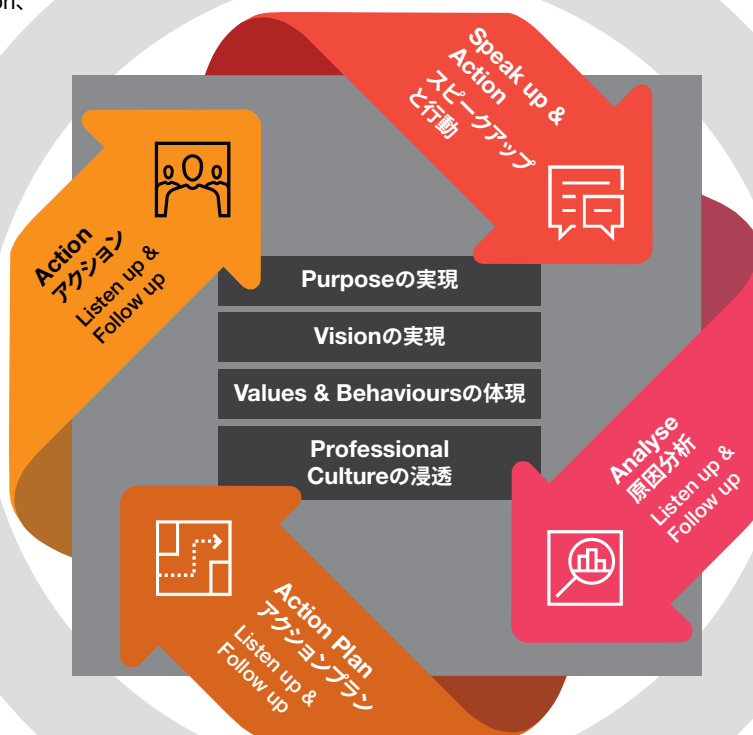 on、
Speak up &
Action
スピークアップ
と行動
Action
アクション
Listen up &
Follow up
Purposeの実現
Visionの実現
Values & Behavioursの体現
Professional
Cultureの浸透
Analyse
原因分析
Listen up &
Follow up
Action Plan
アクションプラン
Listen up &
Follow up